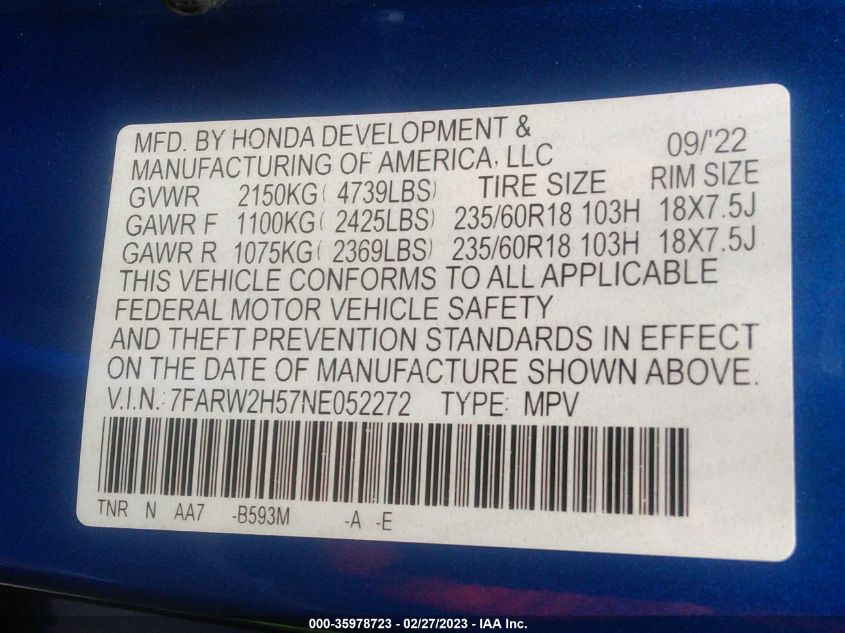 MFD. BY HONDA DEVELOPMENT &
MANUFACTURING OF AMERICA, LLC 09/'22
GVWR 2150KG( 4739LBS) TIRE SIZE RIM SIZE
GAWR F 1100KG( 2425LBS) 235/60R18 103H 18X7.5J
GAWR R 1075KG( 2369LBS) 235/60R18 103H 18X7.5J
THIS VEHICLE CONFORMS TO ALL APPLICABLE
FEDERAL MOTOR VEHICLE SAFETY
AND THEFT PREVENTION STANDARDS IN EFFECT
ON THE DATE OF MANUFACTURE SHOWN ABOVE.
V.I.N.: 7FARW2H57NE052272 TYPE: MPV
TNR N AA7 -B593M -A -E
000-35978723 - 02/27/2023 - IAA Inc.